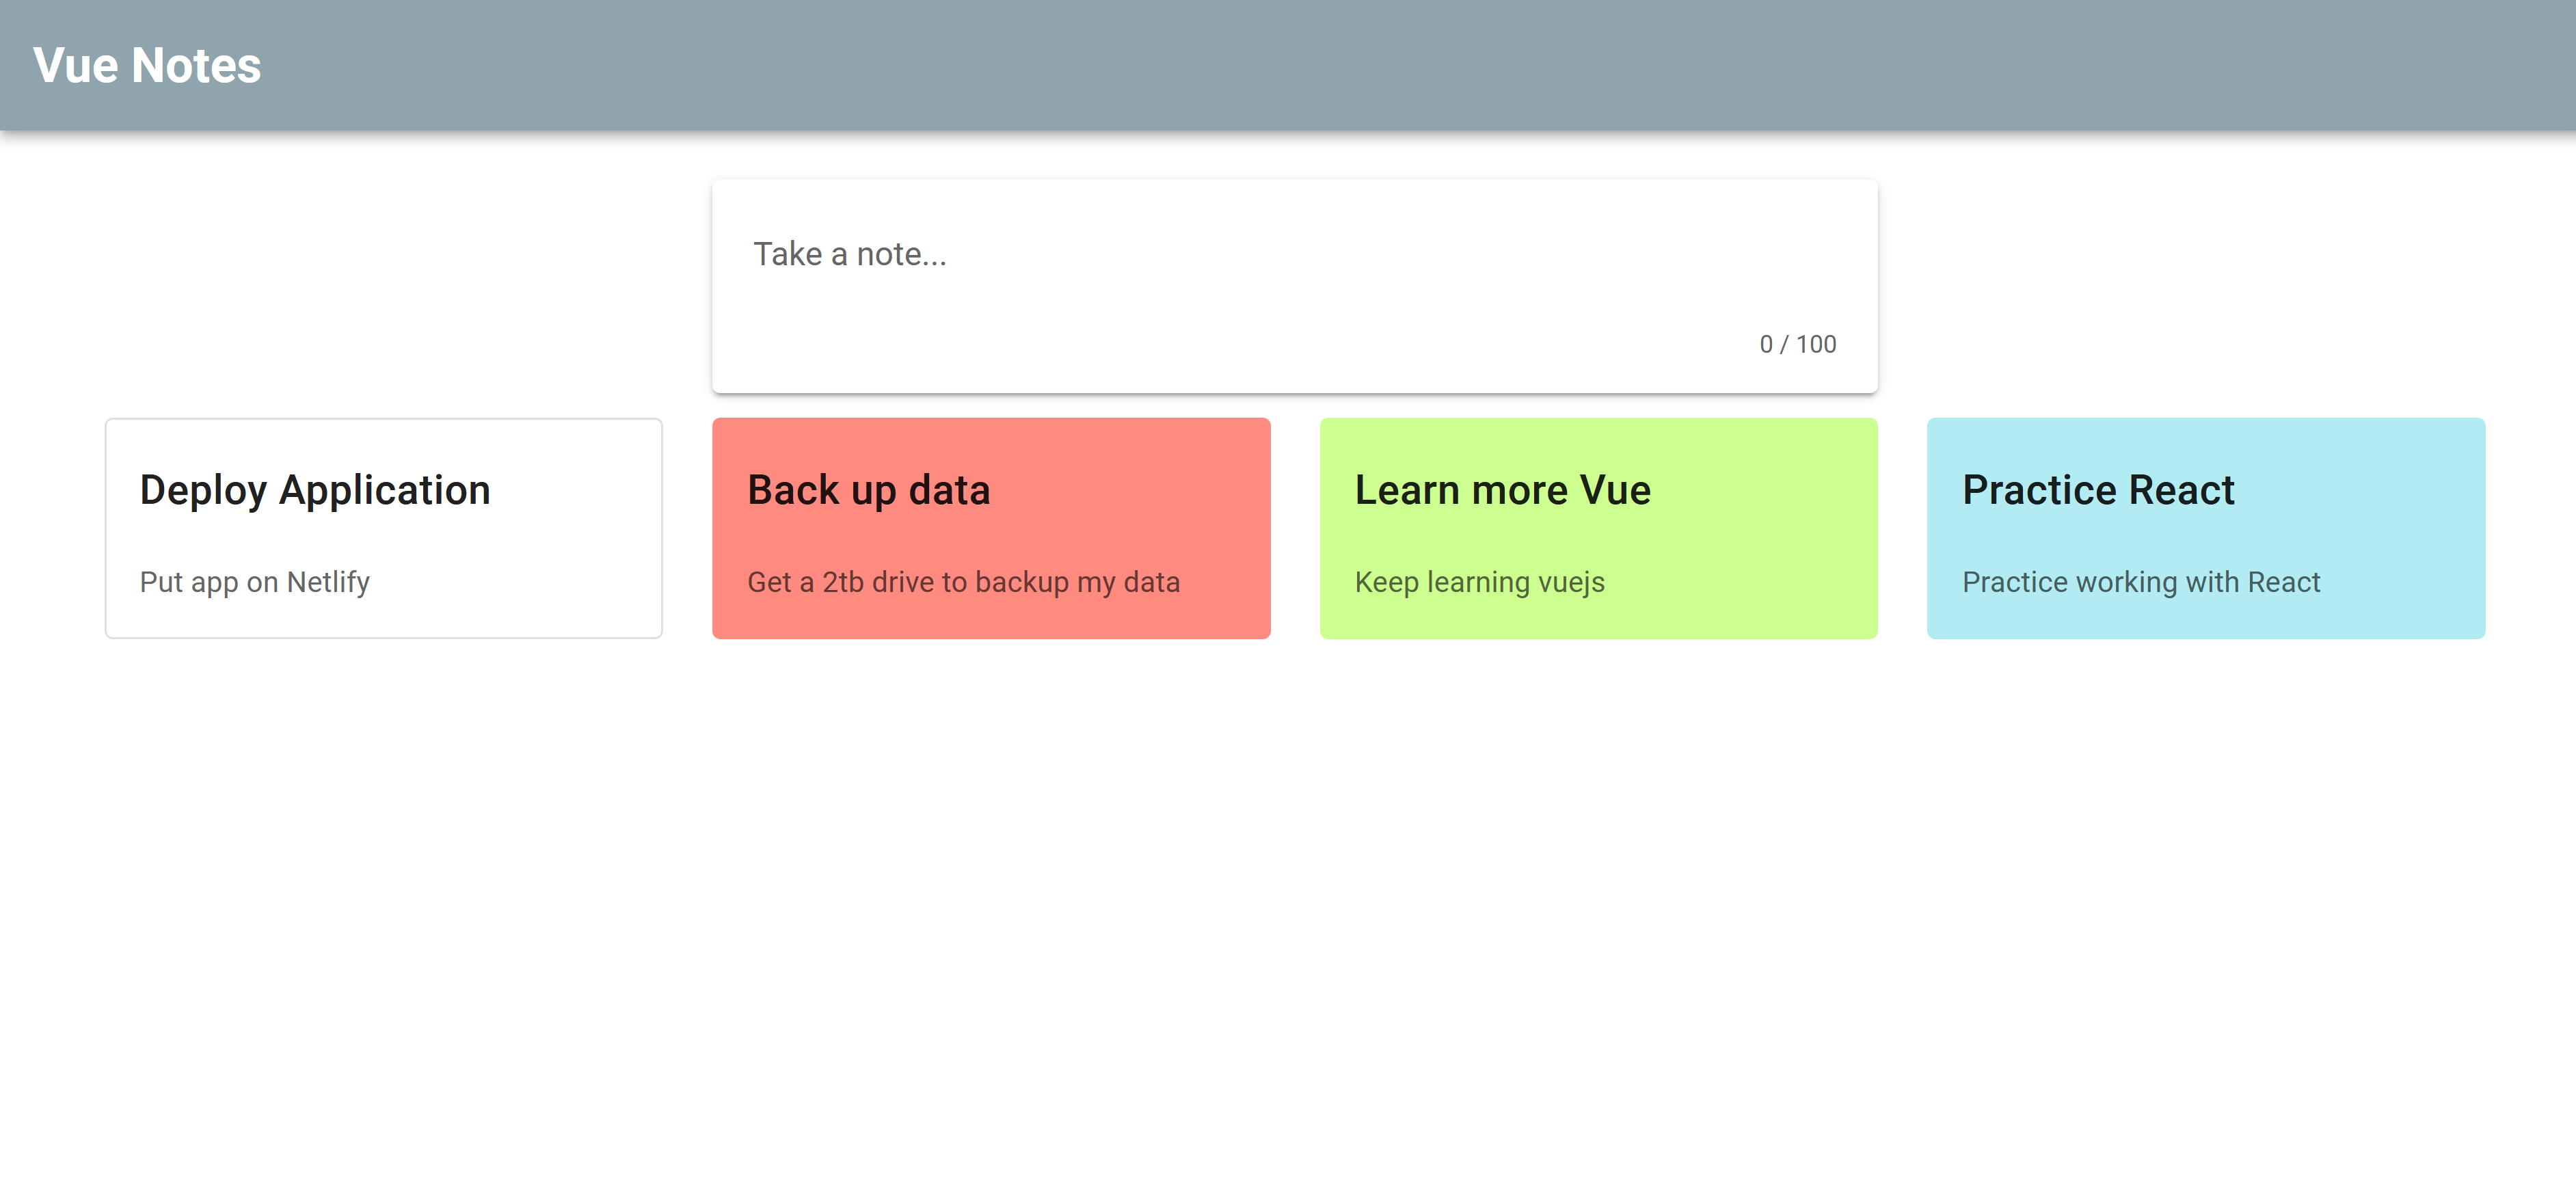 Vue Notes
Take a note...
0 / 100
Deploy Application
Put app on Netlify
Back up data
Get a 2tb drive to backup my data
Learn more Vue
Keep learning vuejs
Practice React
Practice working with React